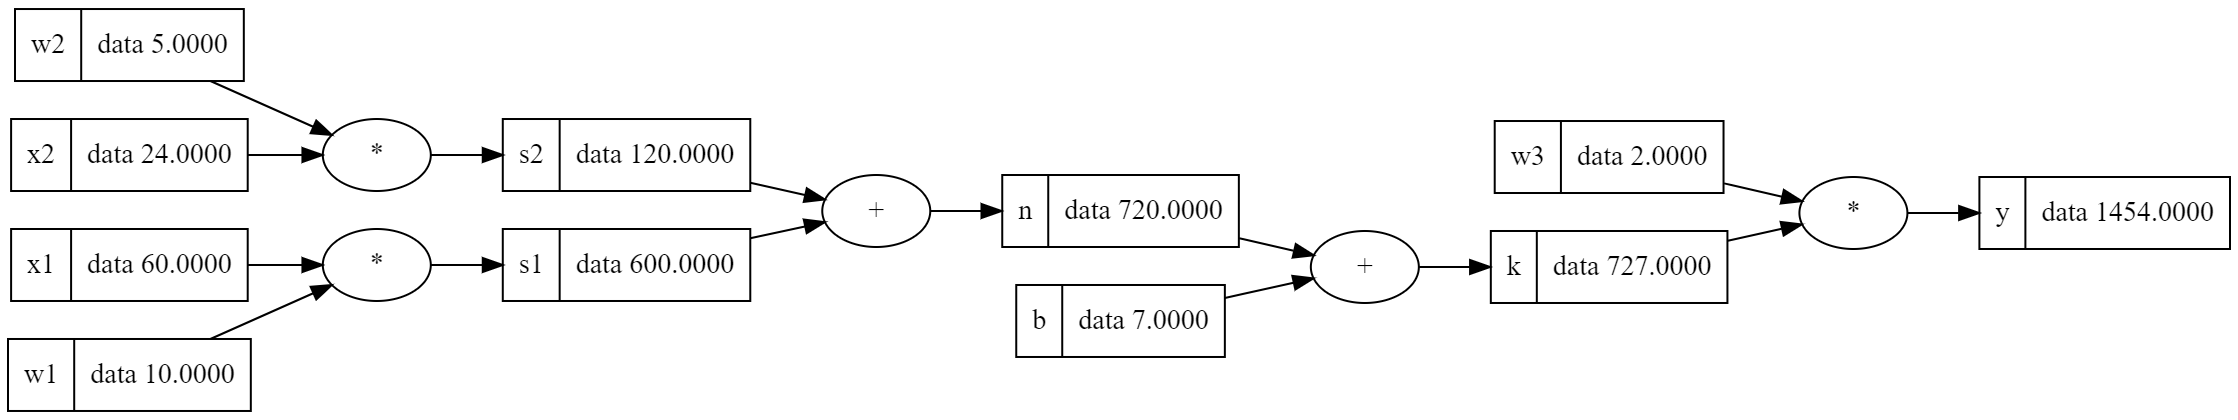 w2 data 5.0000
x2 data 24.0000
*
s2 data 120.0000
x1 data 60.0000
*
s1 data 600.0000
w1 data 10.0000
+
n data 720.0000
b data 7.0000
+
w3 data 2.0000
k data 727.0000
*
y data 1454.0000